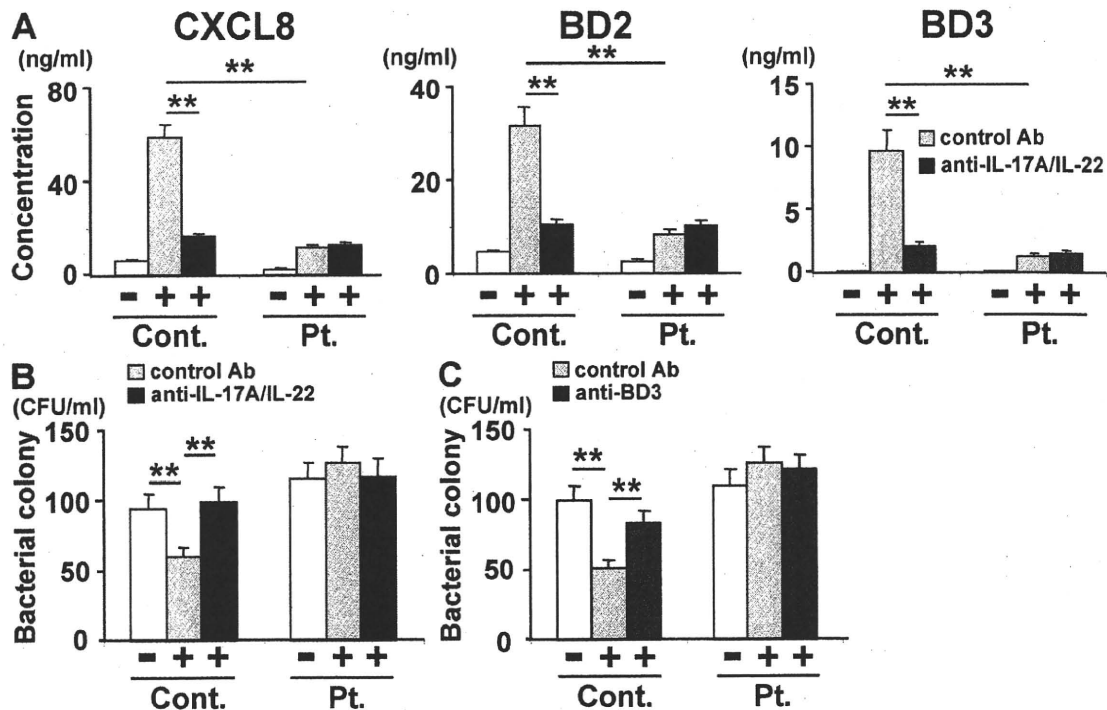 A CXCL8 BD2 BD3
(ng/ml) (ng/ml) (ng/ml)
Concentration
80
40
0
**
**
- + + - + +
Cont. Pt.
40
20
0
**
**
- + + - + +
Cont. Pt.
15
10
5
0
**
**
control Ab
anti-IL-17A/IL-22
+ + + +
Cont. Pt.
B
control Ab
anti-IL-17A/IL-22
(CFU/ml)
Bacterial colony
150
100
50
0
** **
- + + - + +
Cont. Pt.
C
control Ab
anti-BD3
(CFU/ml)
Bacterial colony
150
100
50
0
** **
- + + - + +
Cont. Pt.